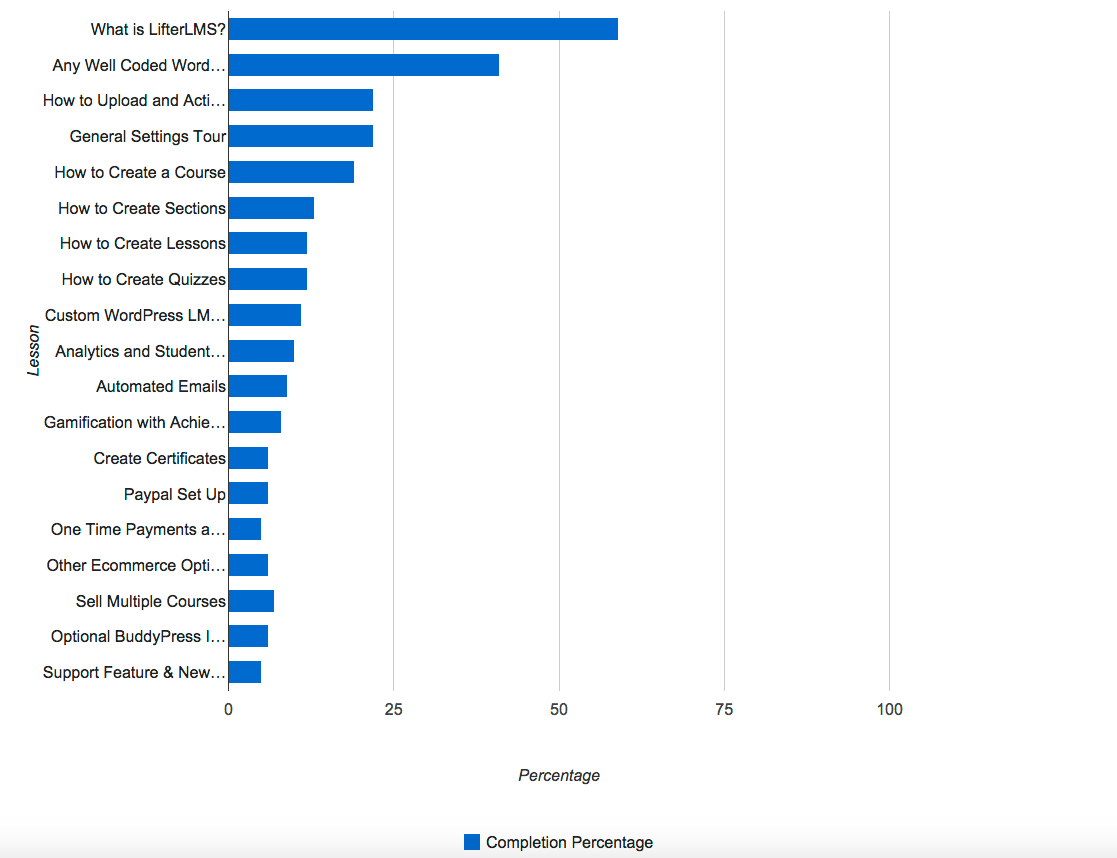 What is LifterLMS?
Any Well Coded Word…
How to Upload and Acti…
General Settings Tour
How to Create a Course
How to Create Sections
How to Create Lessons
How to Create Quizzes
Custom WordPress LM…
Lesson
Analytics and Student…
Automated Emails
Gamification with Achie…
Create Certificates
Paypal Set Up
One Time Payments a…
Other Ecommerce Opti…
Sell Multiple Courses
Optional BuddyPress I…
Support Feature & New…
0 25 50 75 100
Percentage
Completion Percentage